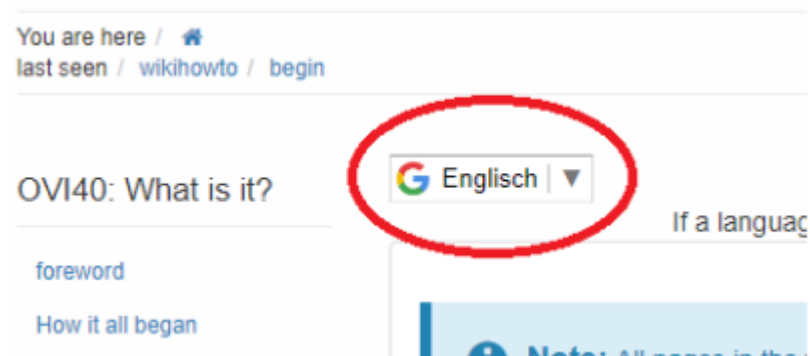 You are here /
last seen / wikihowto / begin
OVI40: What is it?
Englisch ▼
If a languag
foreword
How it all began
Note: All pages in the